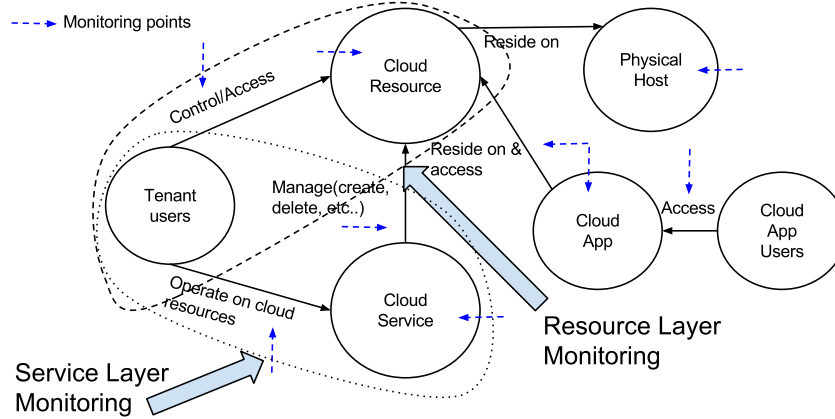 Monitoring points
Cloud
Resource
Reside on
Physical
Host
Control/Access
Reside on &
access
Tenant
users
Manage(create,
delete, etc..)
Cloud
App
Access
Cloud
App
Users
Operate on cloud
resources
Cloud
Service
Resource Layer
Monitoring
Service Layer
Monitoring